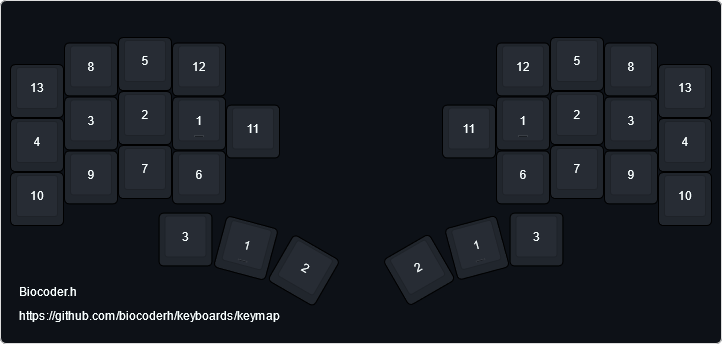 13 8 5 12 12 5 8 13
4 3 2 1 11 11 1 2 3 4
10 9 7 6 6 7 9 10
3 1 2 2 1 3
Biocoder.h
https://github.com/biocoderh/keyboards/keymap